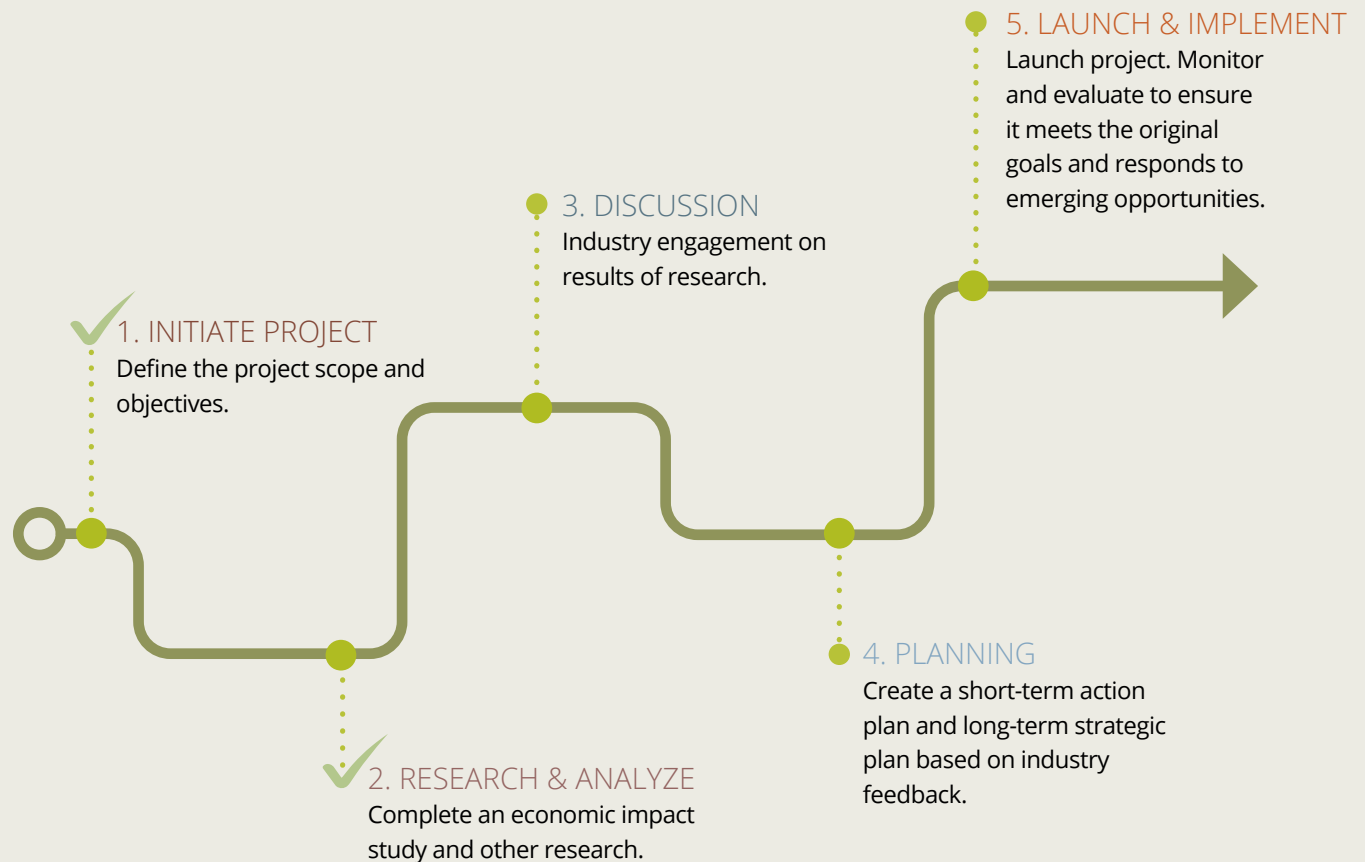 1. INITIATE PROJECT
Define the project scope and
objectives.
2. RESEARCH & ANALYZE
Complete an economic impact
study and other research.
3. DISCUSSION
Industry engagement on
results of research.
4. PLANNING
Create a short-term action
plan and long-term strategic
plan based on industry
feedback.
5. LAUNCH & IMPLEMENT
Launch project. Monitor
and evaluate to ensure
it meets the original
goals and responds to
emerging opportunities.